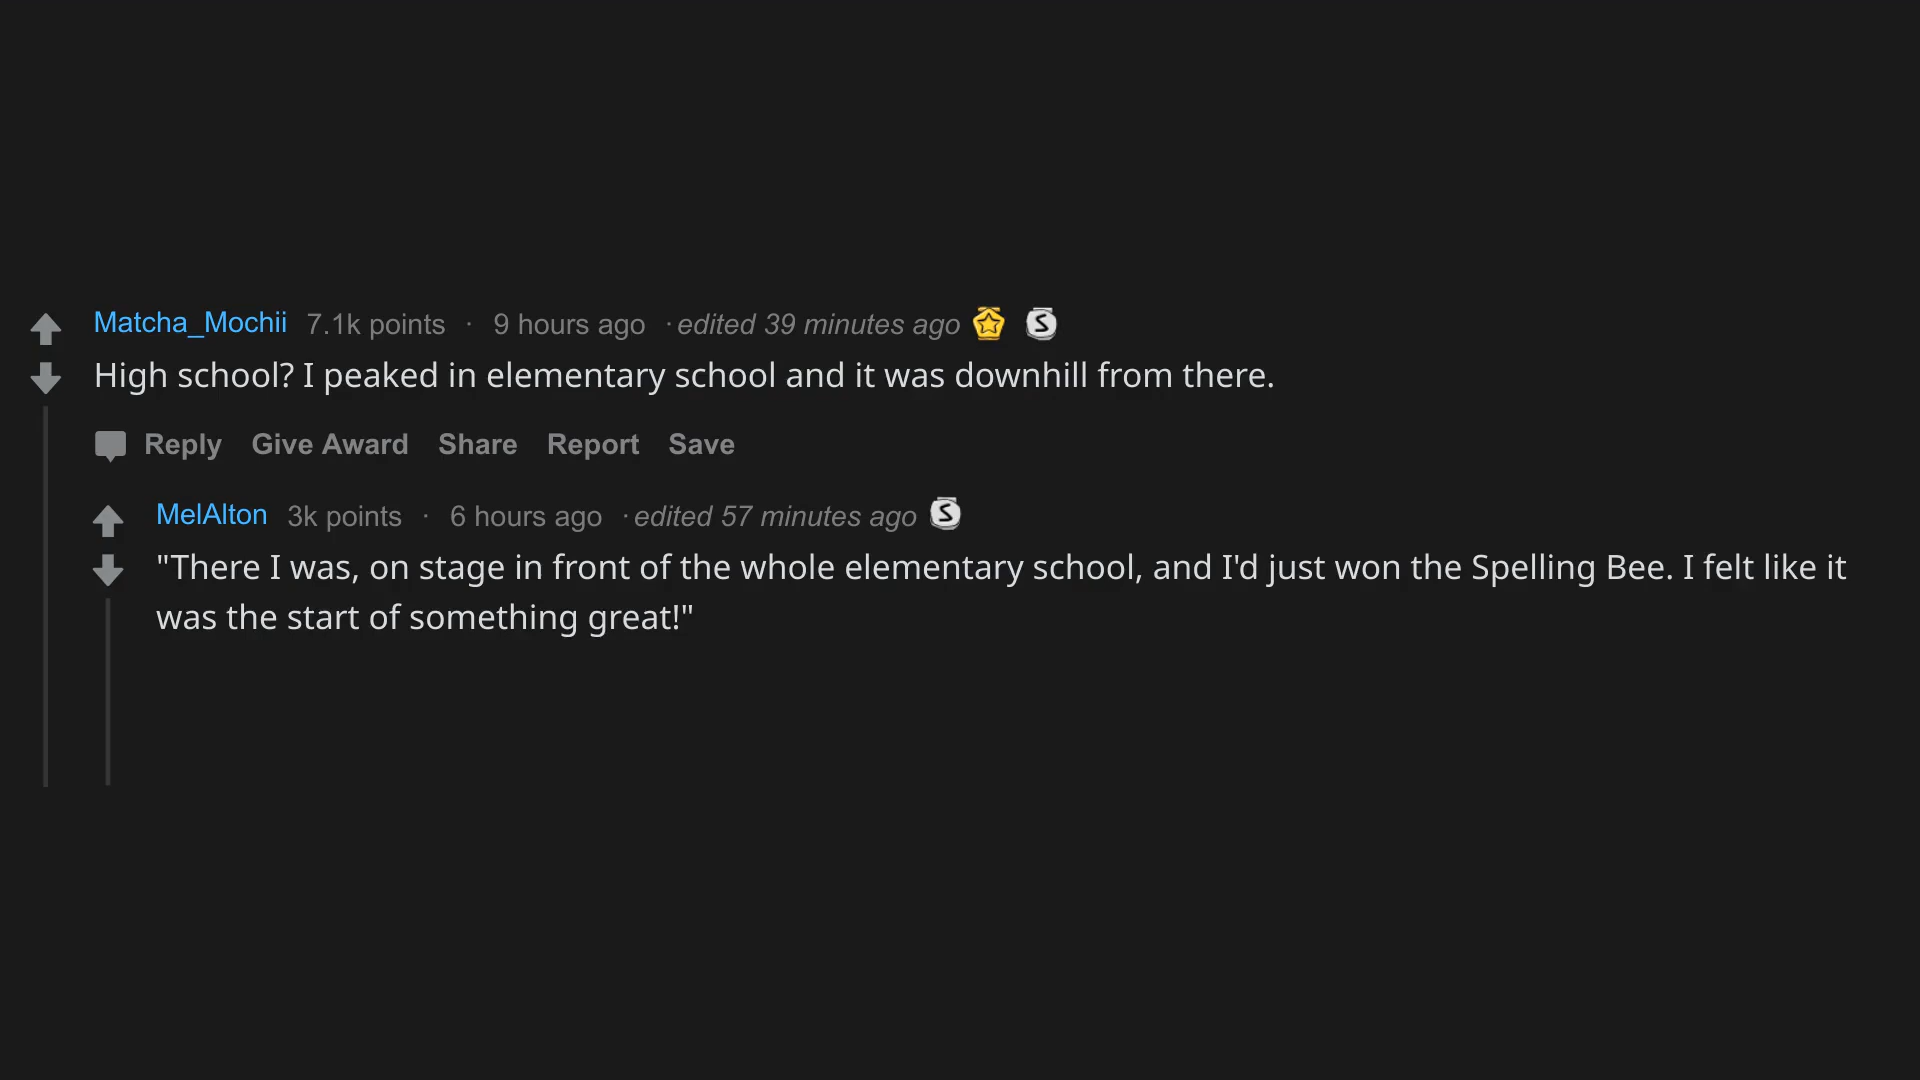 Matcha_Mochii 7.1k points · 9 hours ago · edited 39 minutes ago S
High school? I peaked in elementary school and it was downhill from there.
Reply Give Award Share Report Save
MelAlton 3k points · 6 hours ago · edited 57 minutes ago S
"There I was, on stage in front of the whole elementary school, and I'd just won the Spelling Bee. I felt like it
was the start of something great!"